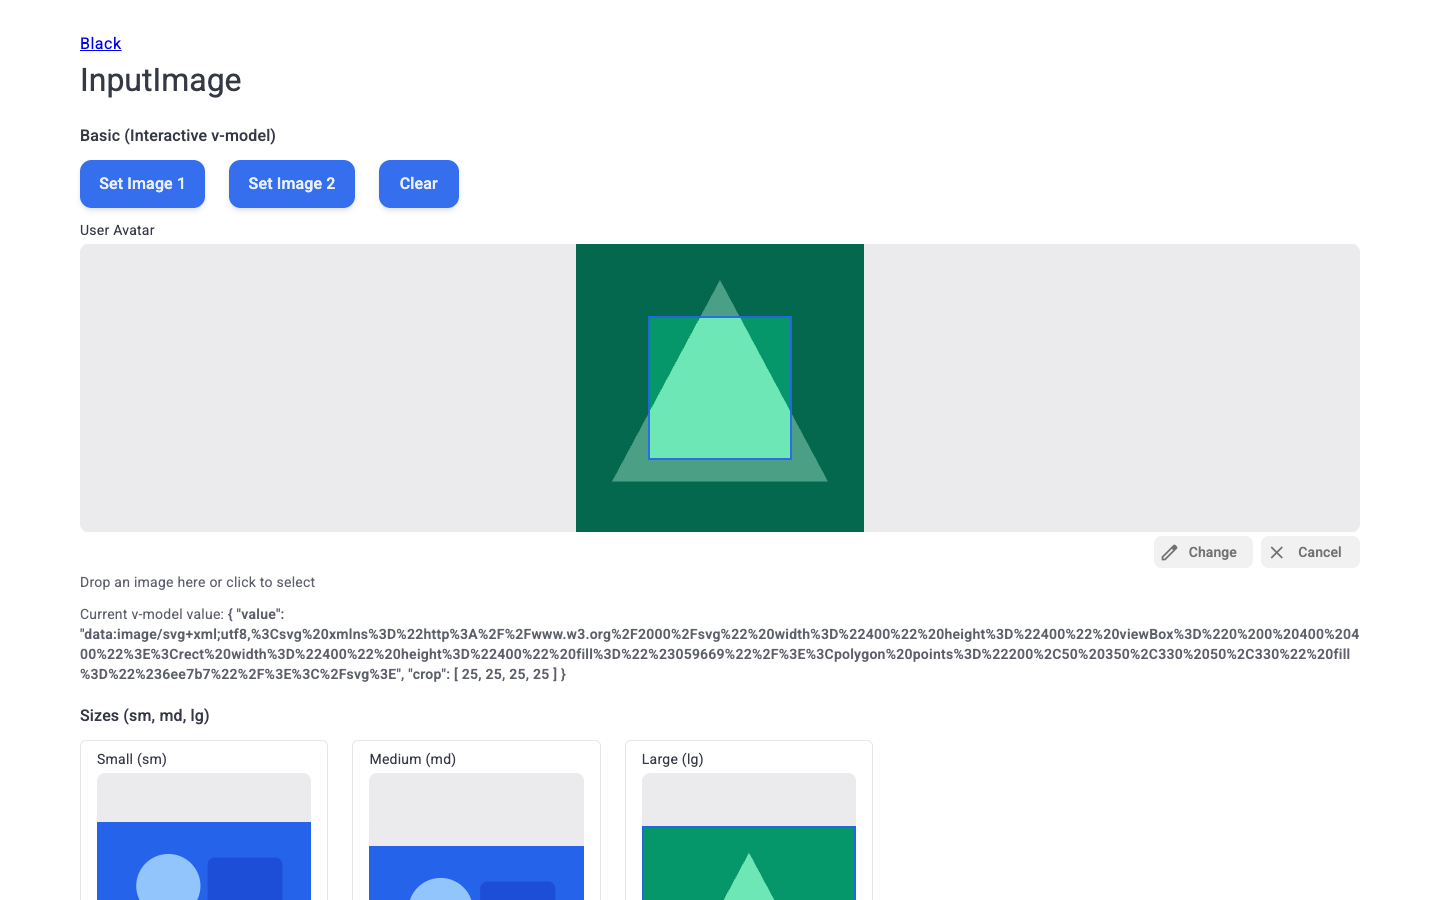 Black
InputImage
Basic (Interactive v-model)
Set Image 1
Set Image 2
Clear
User Avatar
Change
Cancel
Drop an image here or click to select
Current v-model value: { "value":
"data:image/svg+xml;utf8,%3Csvg%20xmlns%3D%22http%3A%2F%2Fwww.w3.org%2F2000%2Fsvg%22%20width%3D%22400%22%20height%3D%22400%22%20viewBox%3D%220%200%20400%204
00%22%3E%3Crect%20width%3D%22400%22%20height%3D%22400%22%20fill%3D%22%23059669%22%2F%3E%3Cpolygon%20points%3D%22200%2C50%20350%2C330%2050%2C330%22%20fill
%3D%22%236ee7b7%22%2F%3E%3C%2Fsvg%3E", "crop": [ 25, 25, 25, 25 ] }
Sizes (sm, md, lg)
Small (sm)
Medium (md)
Large (lg)